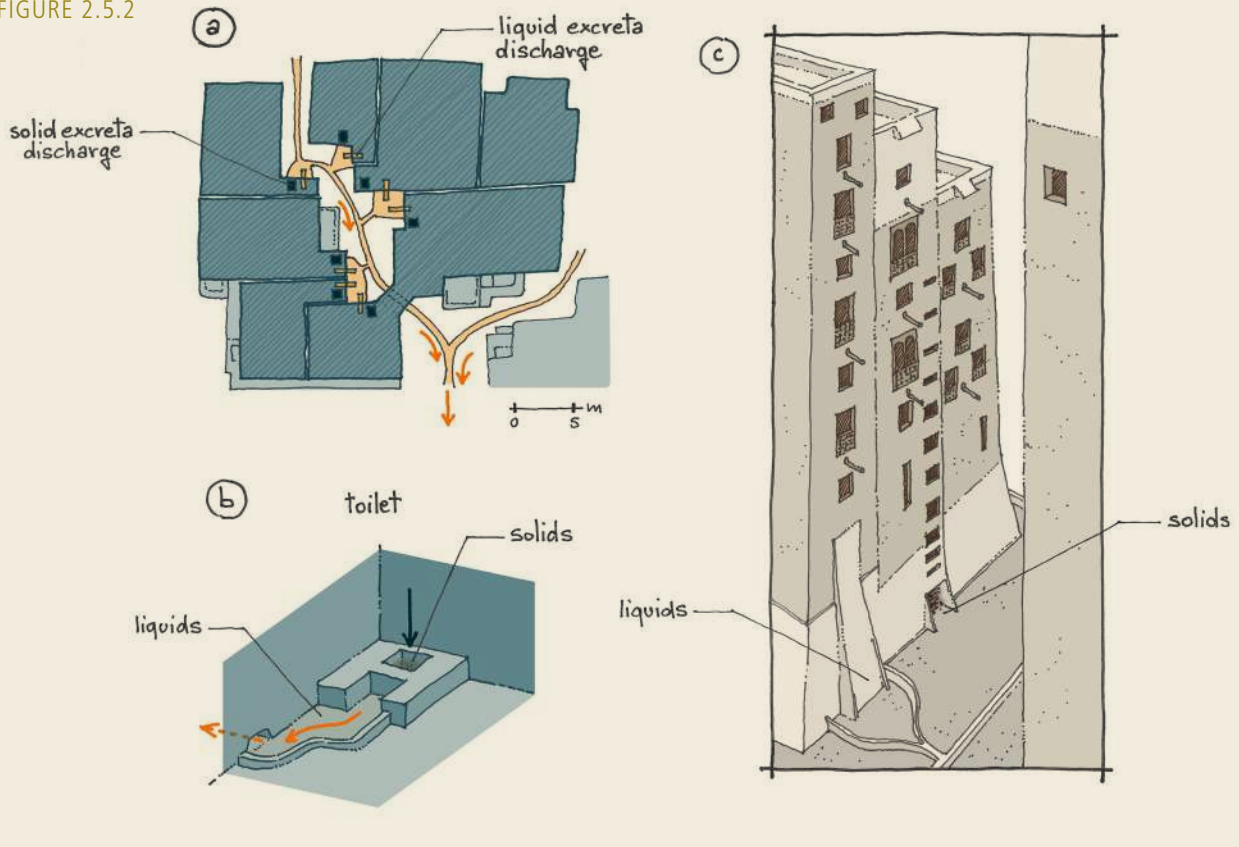 FIGURE 2.5.2
a
liquid excreta
discharge
solid excreta
discharge
m
0 5
b
toilet
solids
liquids
c
solids
liquids